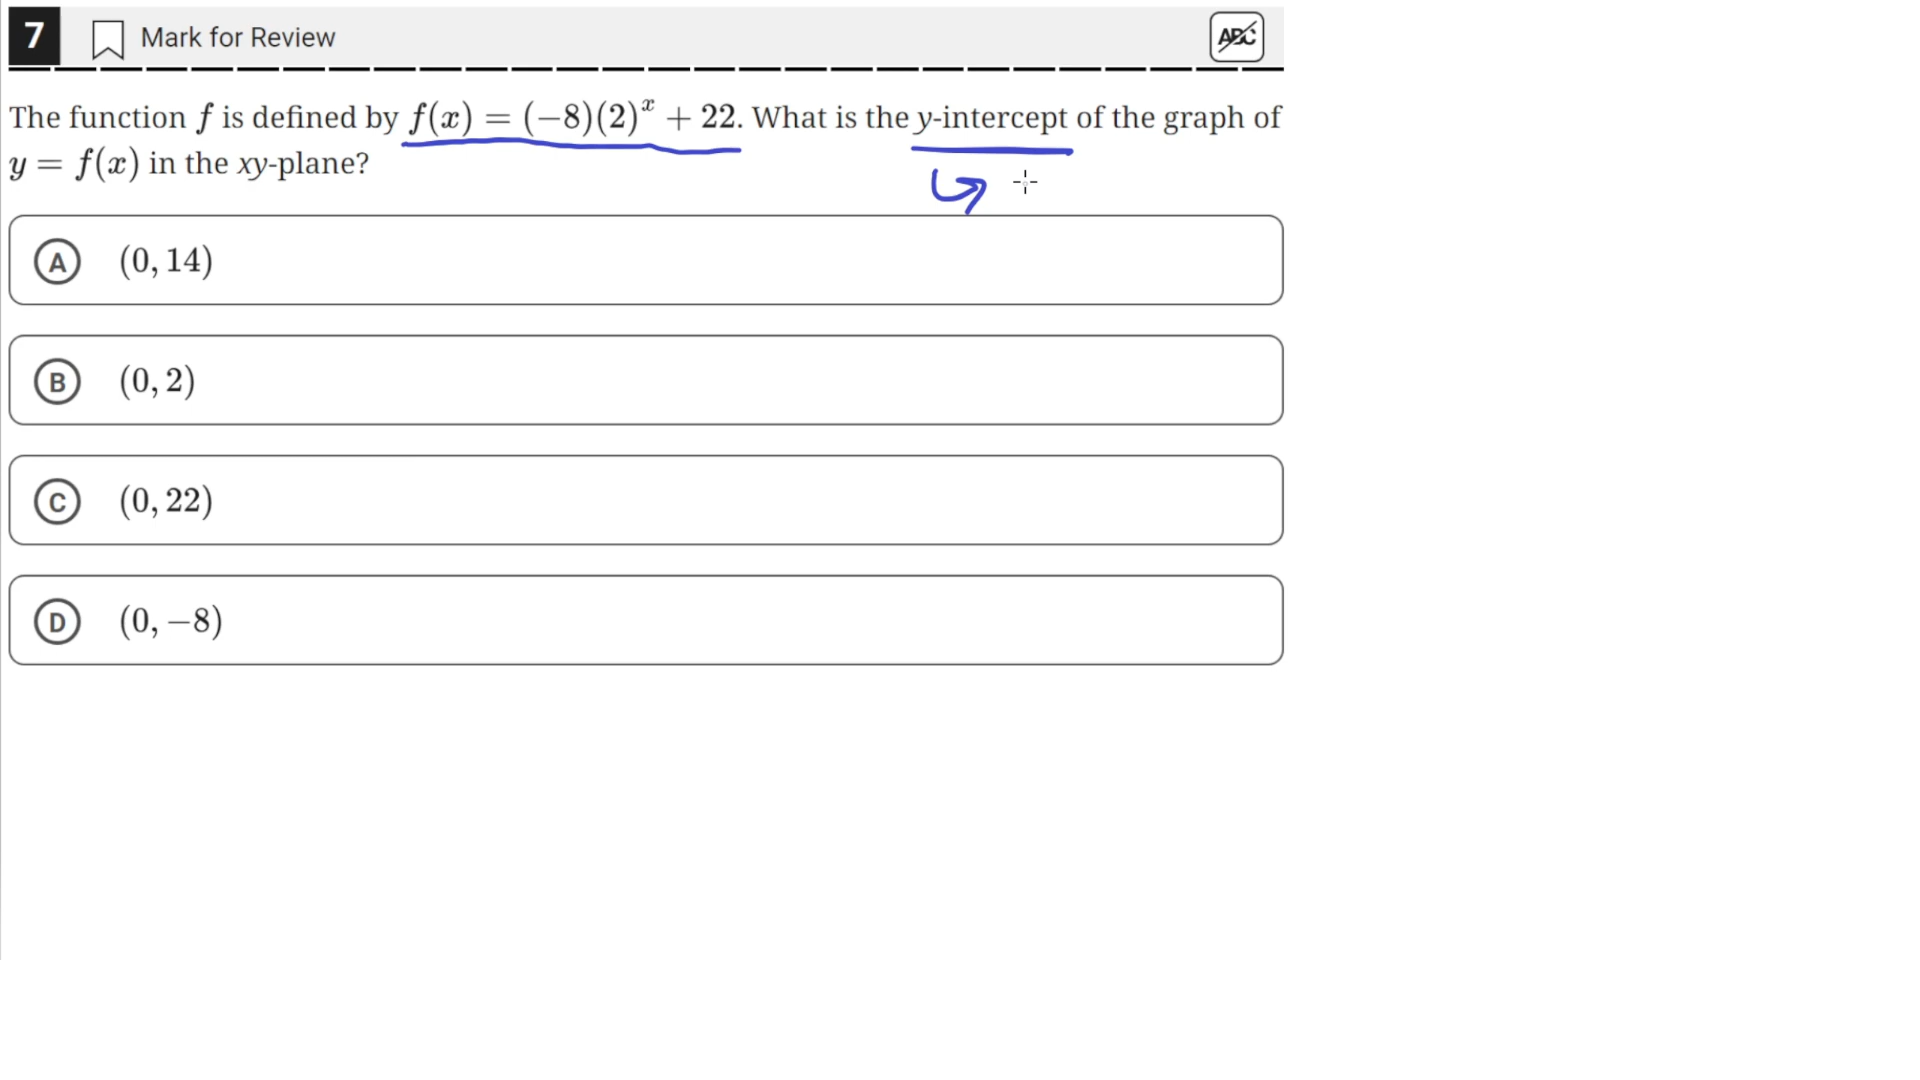 7 Mark for Review ABC
The function f is defined by f(x) = (−8)(2)ˣ + 22. What is the y-intercept of the graph of
y = f(x) in the xy-plane?
A (0, 14)
B (0, 2)
C (0, 22)
D (0, −8)